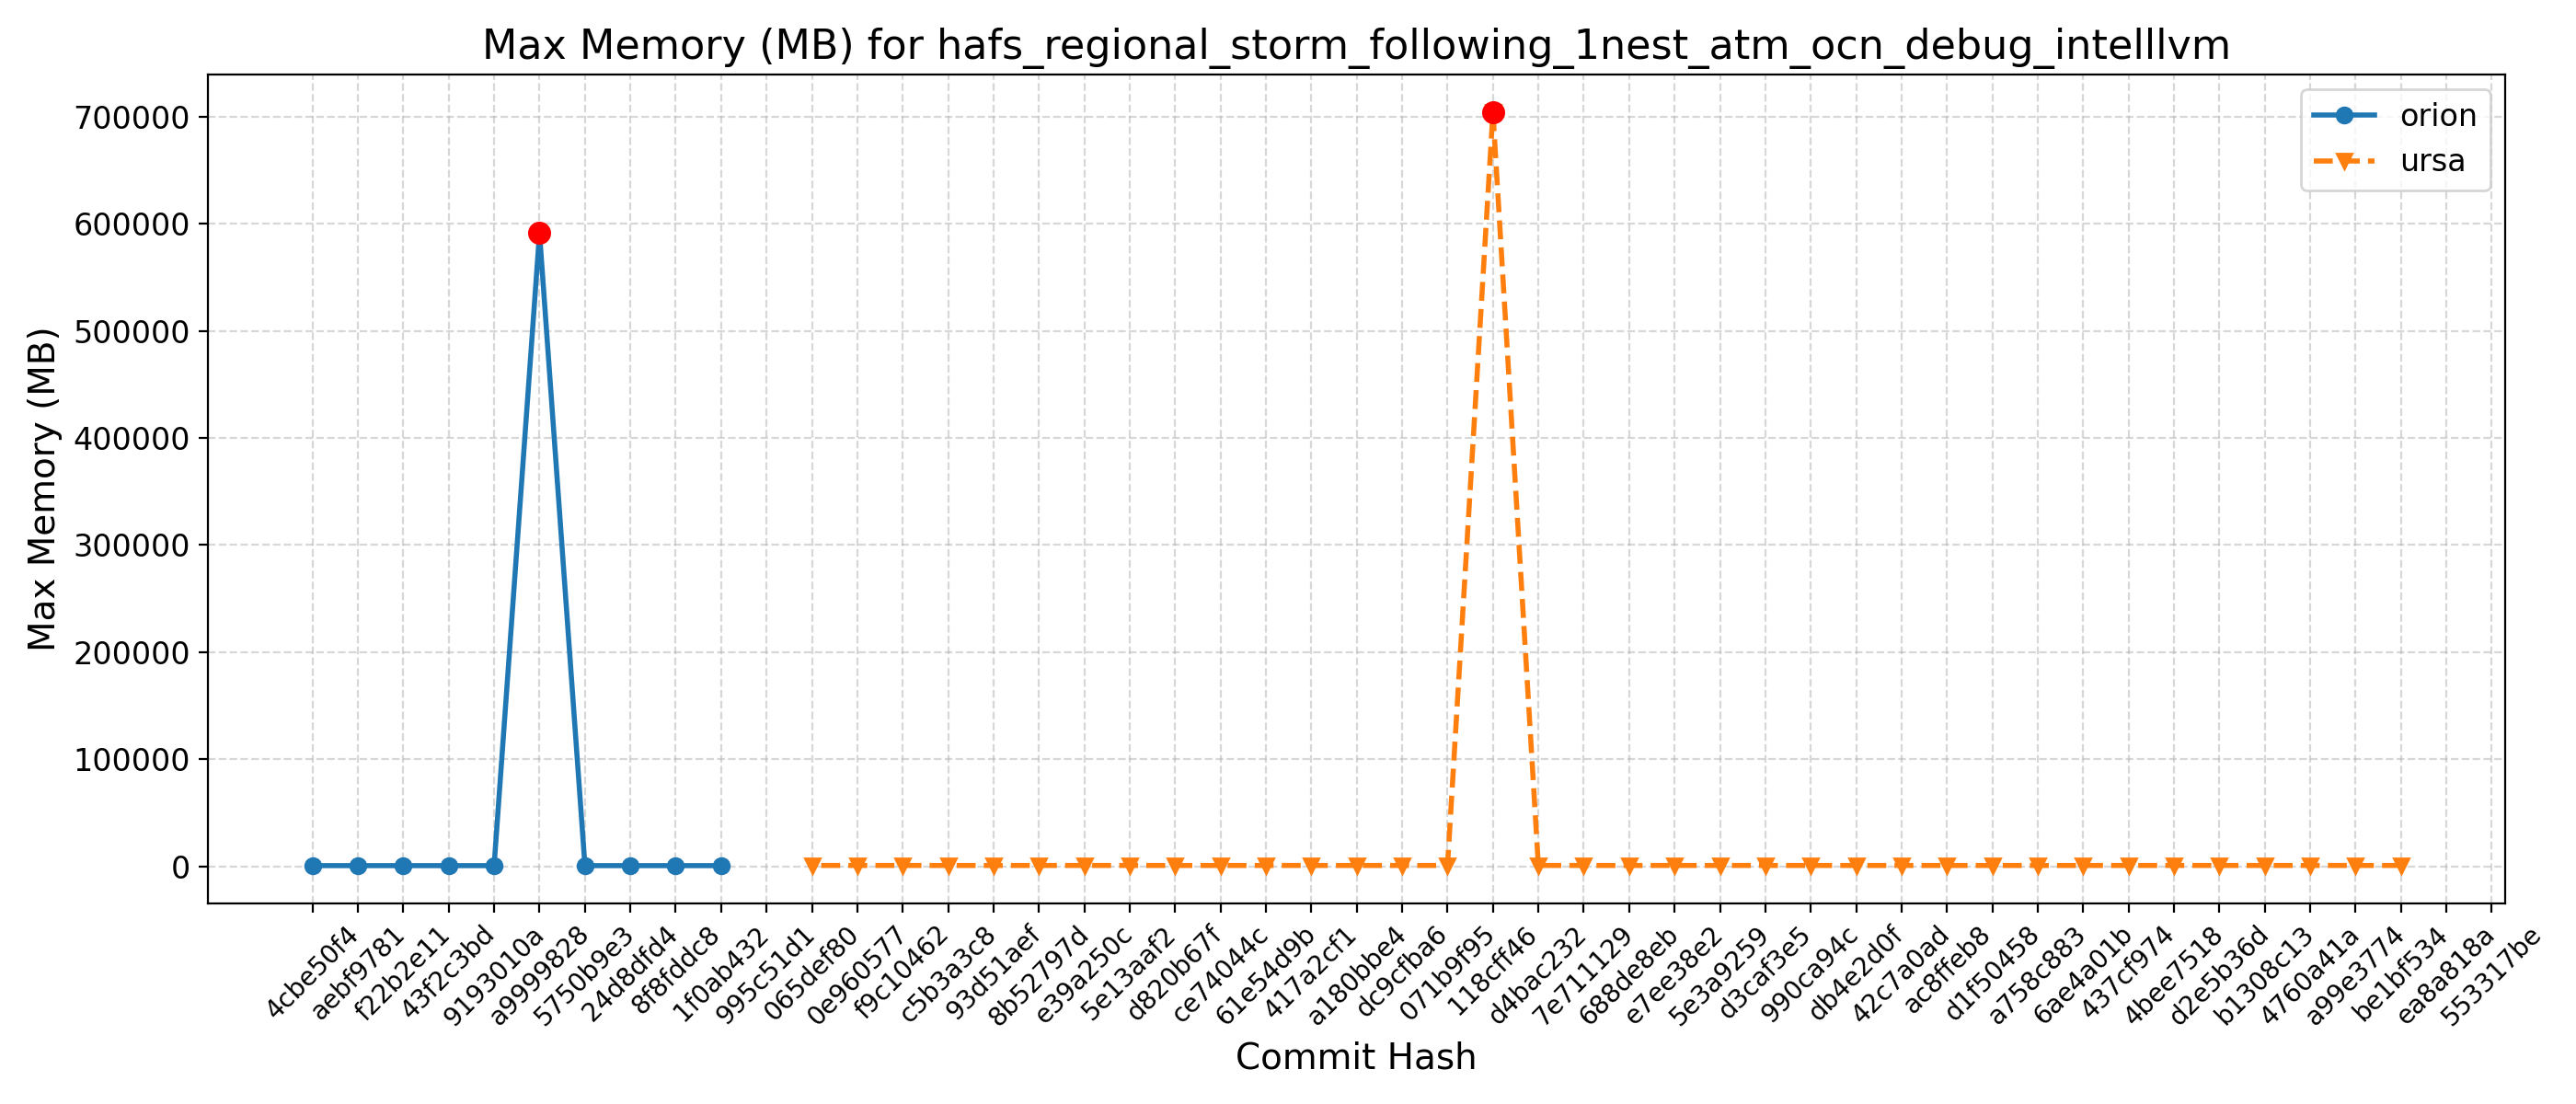 Max Memory (MB) for hafs_regional_storm_following_1nest_atm_ocn_debug_intelllvm
Max Memory (MB)
700000
600000
500000
400000
300000
200000
100000
0
orion
ursa
4cbe50f4
aebf9781
f22b2e11
43f2c3bd
9193010a
a9999828
5750b9e3
24d8dfd4
8f8fddc8
1f0ab432
995c51d1
065def80
0e960577
f9c10462
c5b3a3c8
93d51aef
8b52797d
e39a250c
5e13aaf2
d820b67f
ce74044c
61e54d9b
417a2cf1
a180bbe4
dc9cfba6
071b9f95
118cff46
d4bac232
7e711129
688de8eb
e7ee38e2
5e3a9259
d3caf3e5
990ca94c
db4e2d0f
42c7a0ad
ac8ffeb8
d1f50458
a758c883
6ae4a01b
437cf974
4bee7518
d2e5b36d
b1308c13
4760a41a
a99e3774
be1bf534
ea8a818a
553317be
Commit Hash